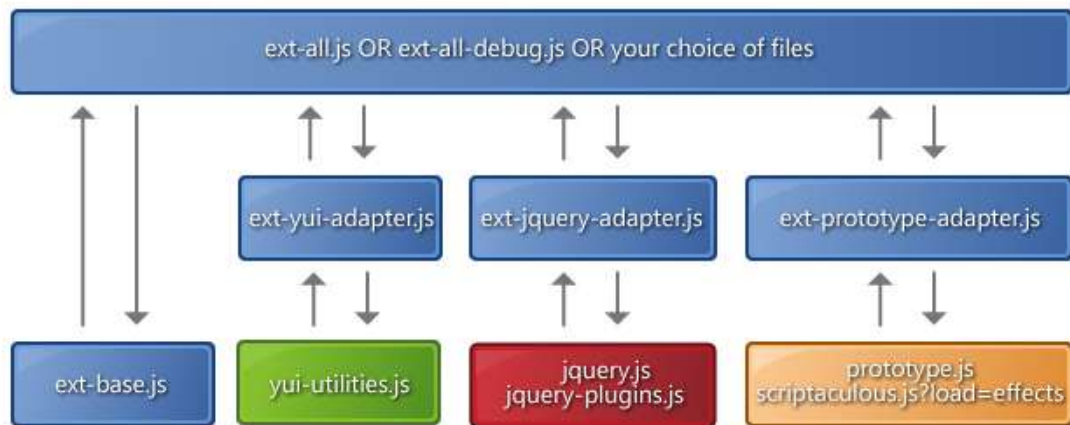 ext-all.js OR ext-all-debug.js OR your choice of files
ext-yui-adapter.js
ext-jquery-adapter.js
ext-prototype-adapter.js
ext-base.js
yui-utilities.js
jquery.js
jquery-plugins.js
prototype.js
scriptaculous.js?load=effects